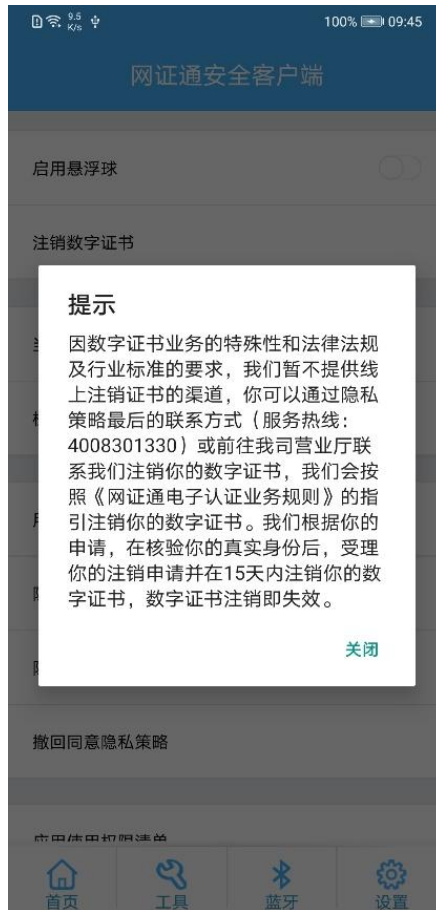 9.5
K/s
100%
09:45
网证通安全客户端
启用悬浮球
注销数字证书
提示
因数字证书业务的特殊性和法律法规
及行业标准的要求，我们暂不提供线
上注销证书的渠道，你可以通过隐私
策略最后的联系方式（服务热线：
4008301330）或前往我司营业厅联
系我们注销你的数字证书，我们会按
照《网证通电子认证业务规则》的指
引注销你的数字证书。我们根据你的
申请，在核验你的真实身份后，受理
你的注销申请并在15天内注销你的数
字证书，数字证书注销即失效。
关闭
撤回同意隐私策略
应用使用权限清单
首页
工具
蓝牙
设置